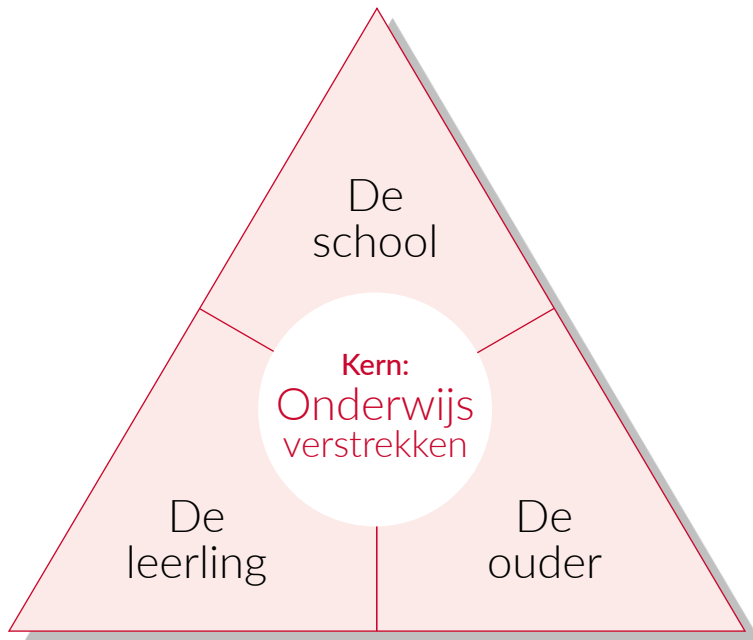 De
school
Kern:
Onderwijs
verstrekken
De
leerling
De
ouder